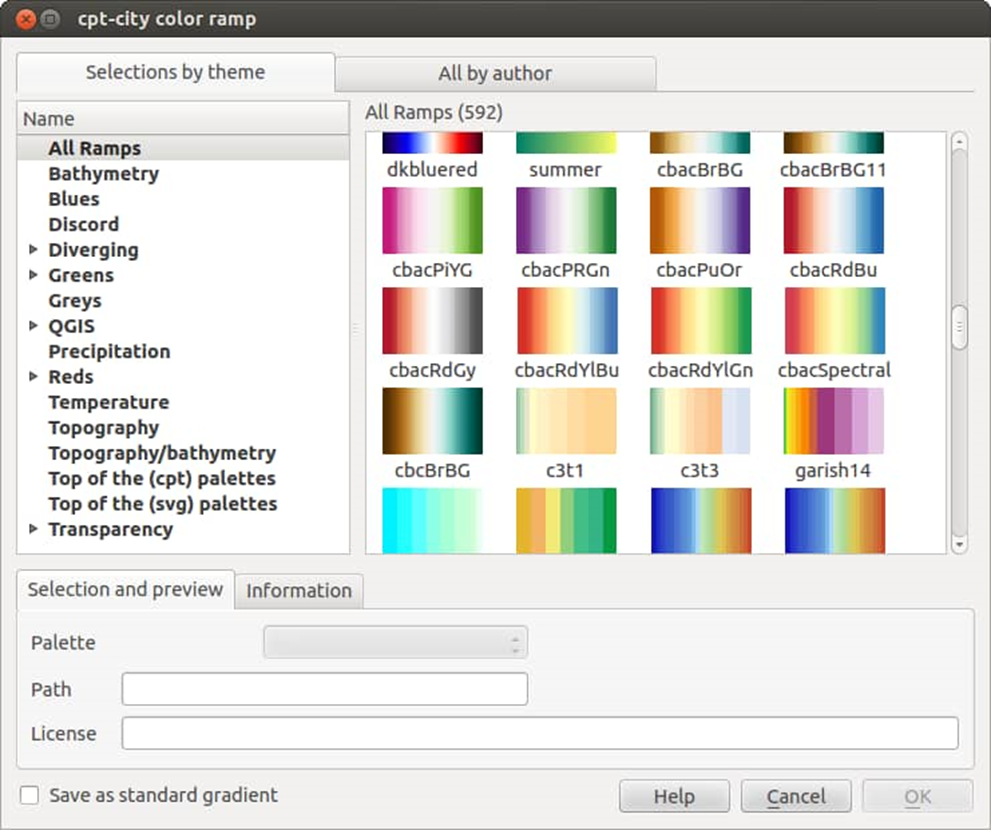 cpt-city color ramp
Selections by theme
All by author
Name
All Ramps
Bathymetry
Blues
Discord
Diverging
Greens
Greys
QGIS
Precipitation
Reds
Temperature
Topography
Topography/bathymetry
Top of the (cpt) palettes
Top of the (svg) palettes
Transparency
All Ramps (592)
dkbluered summer cbacBrBG cbacBrBG11
cbacPiYG cbacPRGn cbacPuOr cbacRdBu
cbacRdGy cbacRdYlBu cbacRdYlGn cbacSpectral
cbcBrBG c3t1 c3t3 garish14
Selection and preview
Information
Palette
Path
License
Save as standard gradient
Help
Cancel
OK